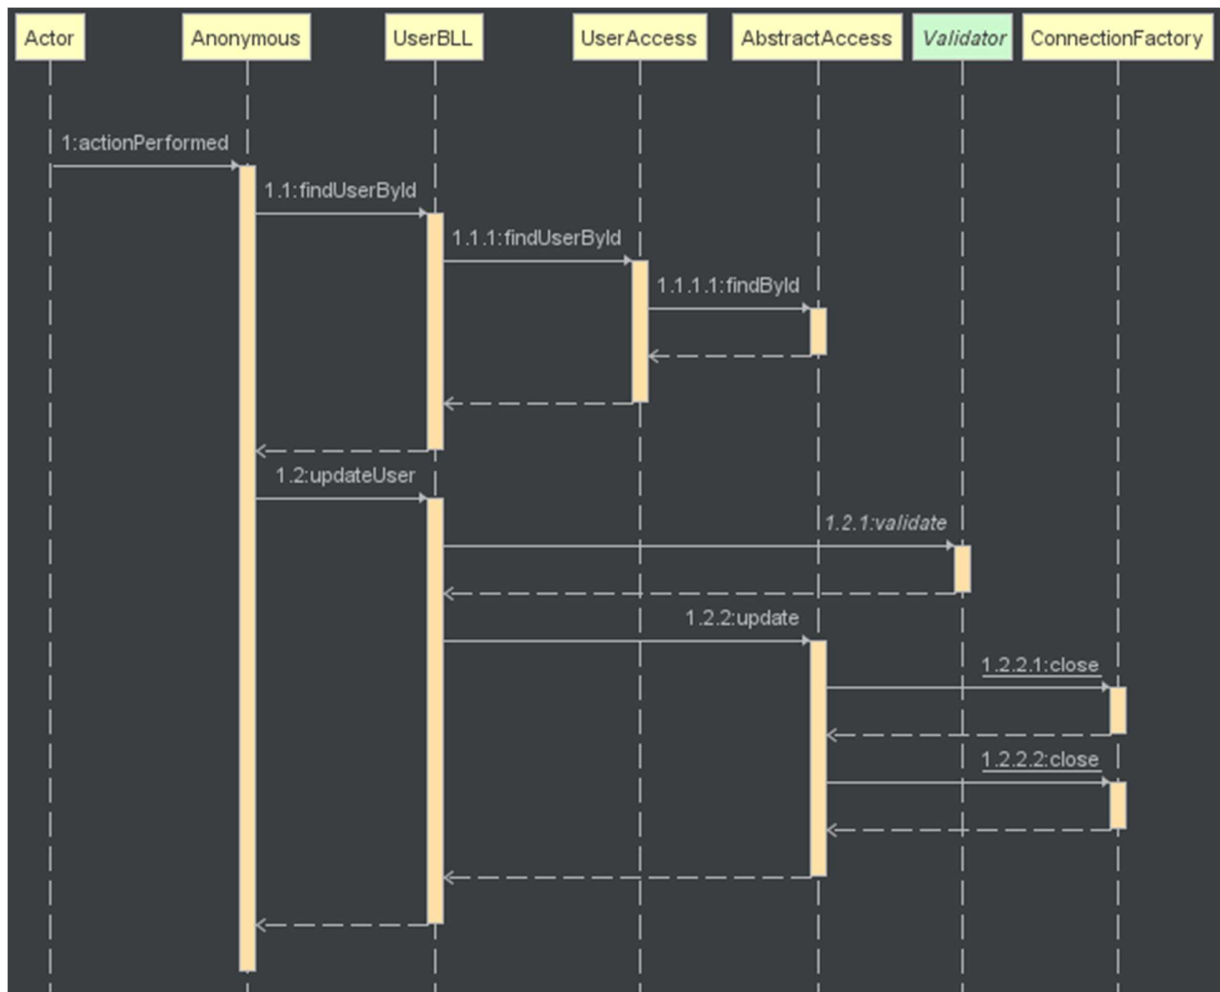 Actor Anonymous UserBLL UserAccess AbstractAccess Validator ConnectionFactory
1:actionPerformed
1.1:findUserById
1.1.1:findUserById
1.1.1.1:findById
1.2:updateUser
1.2.1:validate
1.2.2:update
1.2.2.1:close
1.2.2.2:close